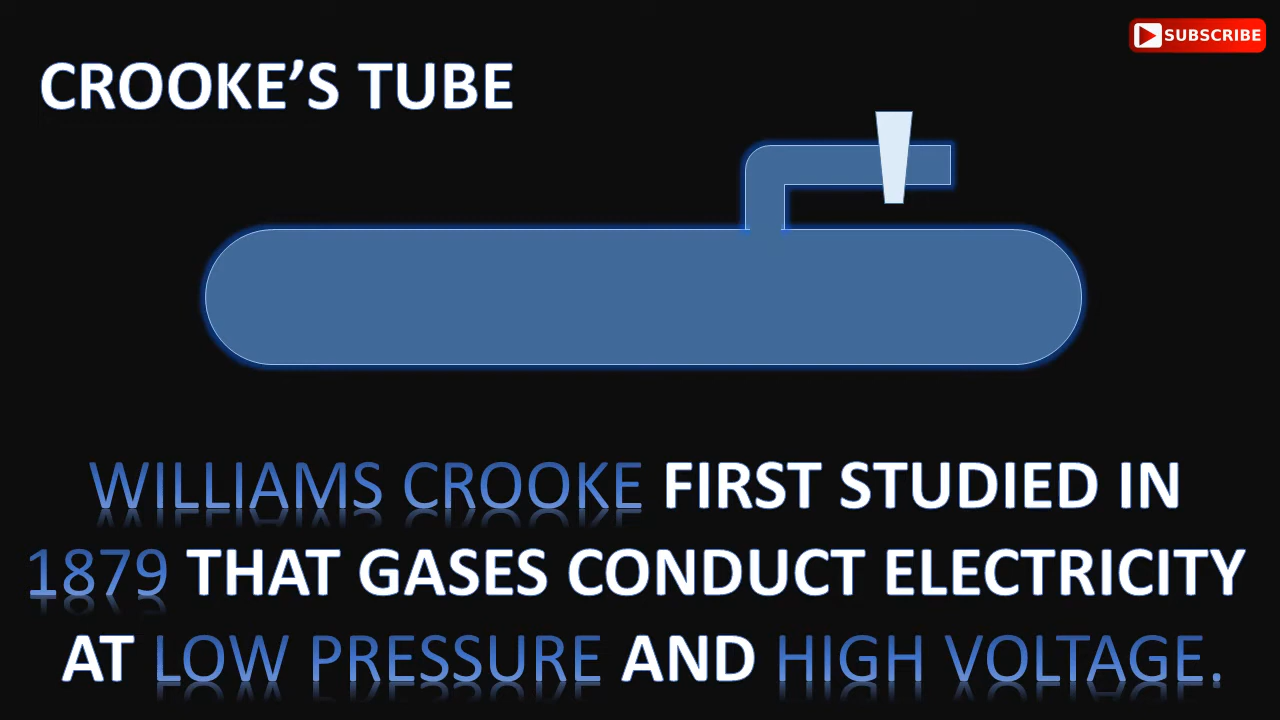 SUBSCRIBE
CROOKE’S TUBE
WILLIAMS CROOKE FIRST STUDIED IN
1879 THAT GASES CONDUCT ELECTRICITY
AT LOW PRESSURE AND HIGH VOLTAGE.